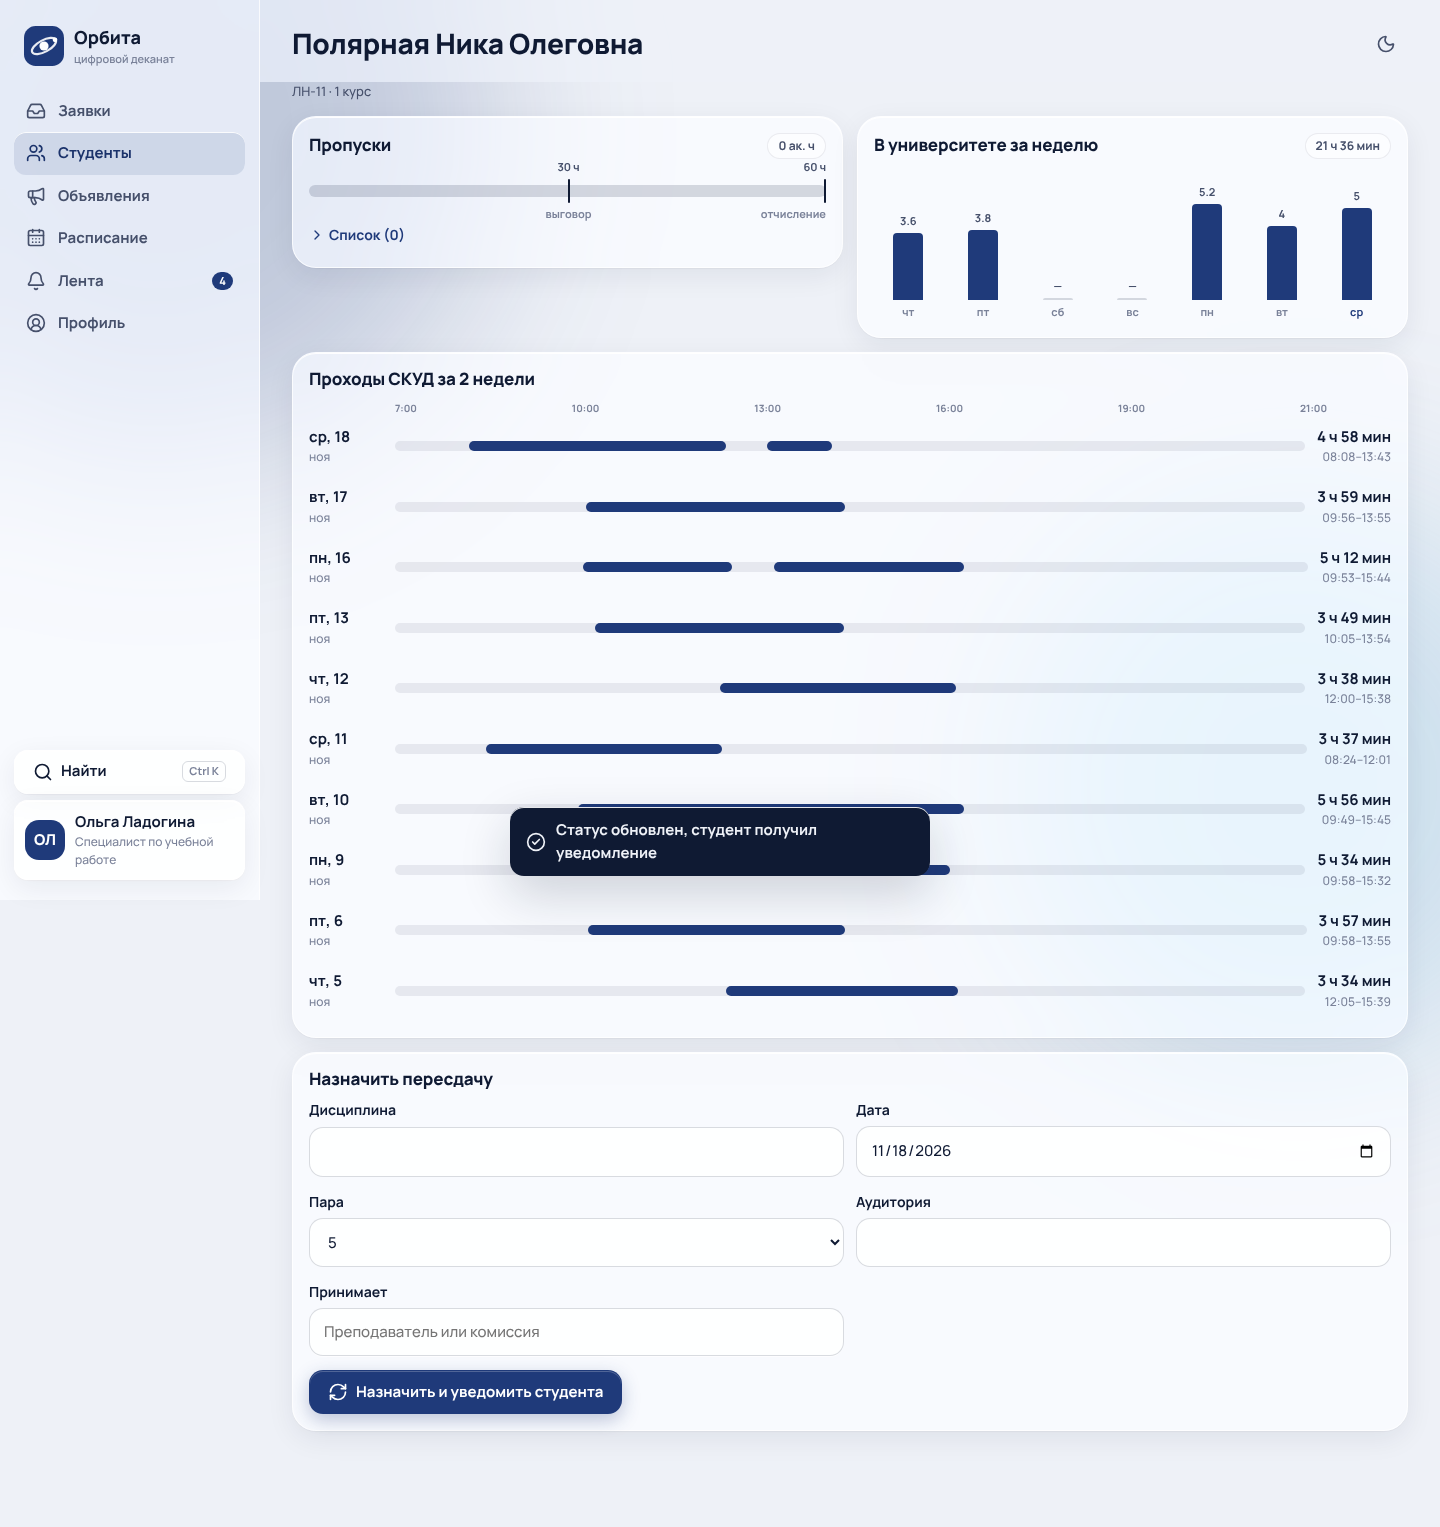 Орбита
цифровой деканат
Заявки
Студенты
Объявления
Расписание
Лента
4
Профиль
Найти
Ctrl K
ОЛ
Ольга Ладогина
Специалист по учебной
работе
Полярная Ника Олеговна
ЛН-11 · 1 курс
Пропуски
0 ак. ч
30 ч
60 ч
выговор
отчисление
Список (0)
В университете за неделю
21 ч 36 мин
3.6
3.8
–
–
5.2
4
5
чт
пт
сб
вс
пн
вт
ср
Проходы СКУД за 2 недели
7:00
10:00
13:00
16:00
19:00
21:00
ср, 18
ноя
4 ч 58 мин
08:08–13:43
вт, 17
ноя
3 ч 59 мин
09:56–13:55
пн, 16
ноя
5 ч 12 мин
09:53–15:44
пт, 13
ноя
3 ч 49 мин
10:05–13:54
чт, 12
ноя
3 ч 38 мин
12:00–15:38
ср, 11
ноя
3 ч 37 мин
08:24–12:01
вт, 10
ноя
5 ч 56 мин
09:49–15:45
Статус обновлен, студент получил
уведомление
пн, 9
ноя
5 ч 34 мин
09:58–15:32
пт, 6
ноя
3 ч 57 мин
09:58–13:55
чт, 5
ноя
3 ч 34 мин
12:05–15:39
Назначить пересдачу
Дисциплина
Дата
11/18/2026
Пара
5
Аудитория
Принимает
Преподаватель или комиссия
Назначить и уведомить студента